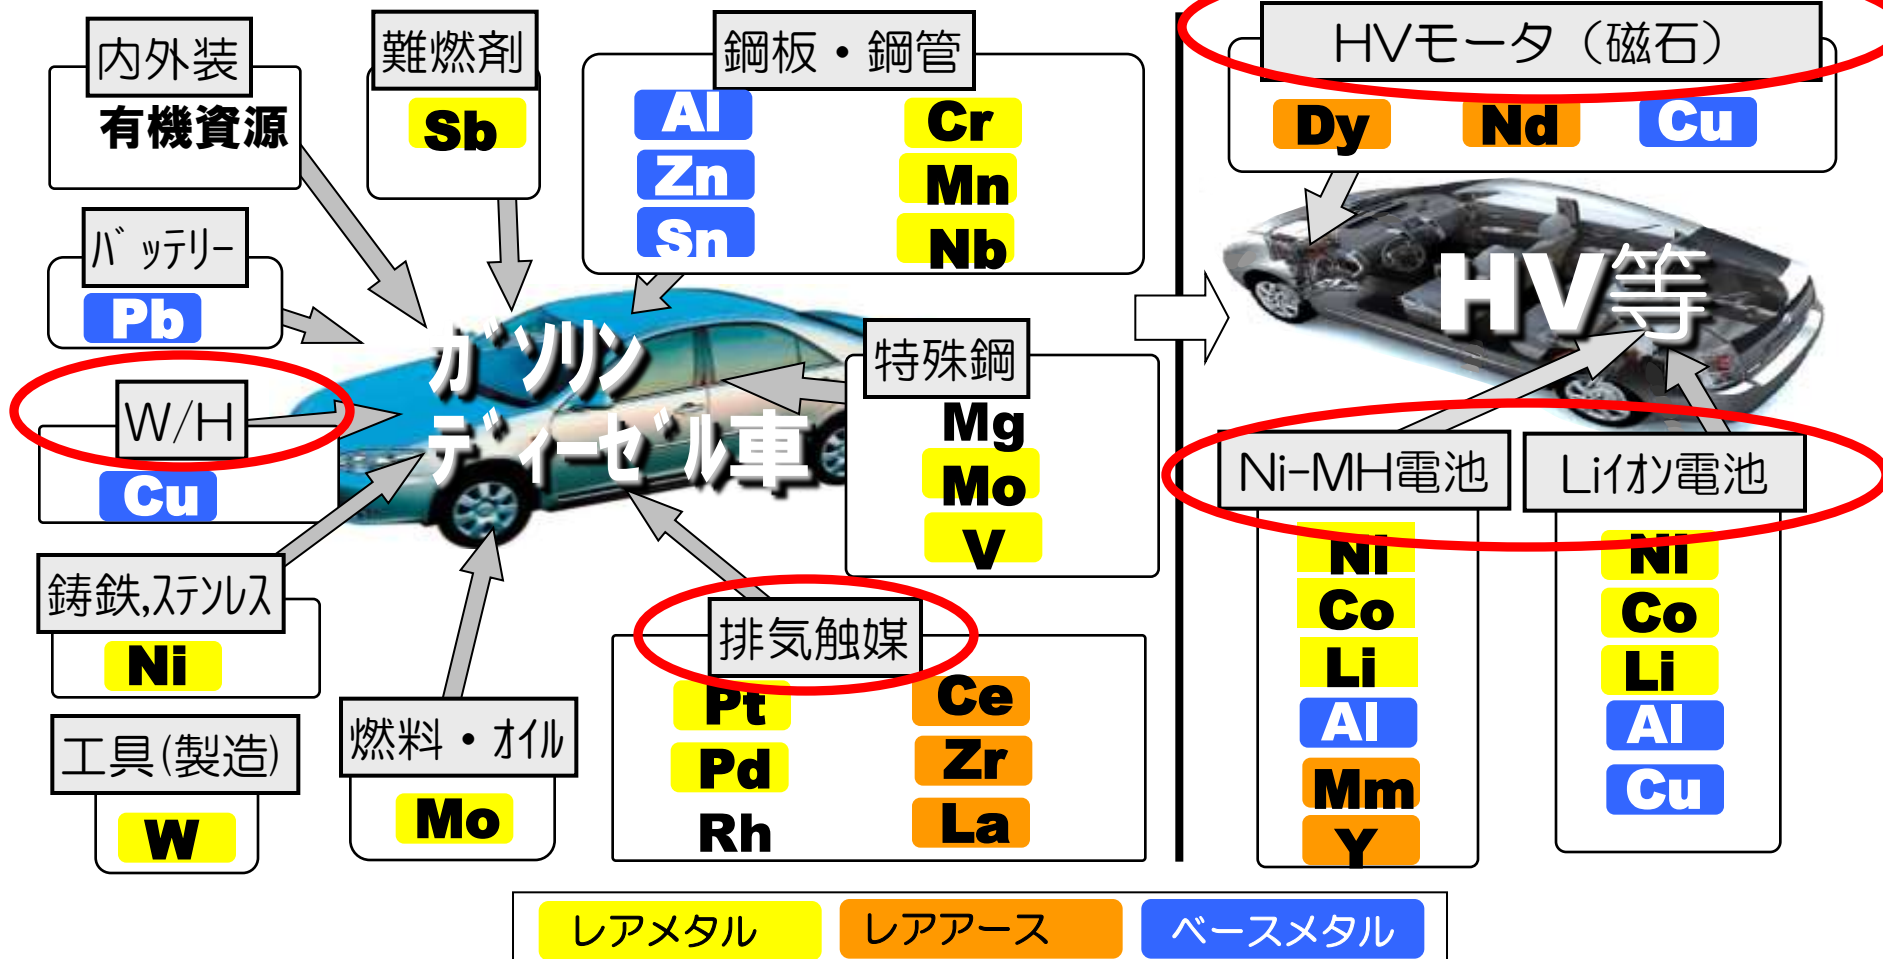 内外装
有機資源
難燃剤
Sb
鋼板・鋼管
Al
Cr
Zn
Mn
Sn
Nb
HVモータ（磁石）
Dy
Nd
Cu
バッテリー
Pb
W/H
Cu
ガソリン
ディーゼル車
HV等
特殊鋼
Mg
Mo
V
鋳鉄,ステンレス
Ni
工具(製造)
W
燃料・オイル
Mo
排気触媒
Pt
Ce
Pd
Zr
Rh
La
Ni-MH電池
Ni
Co
Li
Al
Mm
Y
Liイオン電池
Ni
Co
Li
Al
Cu
レアメタル
レアアース
ベースメタル